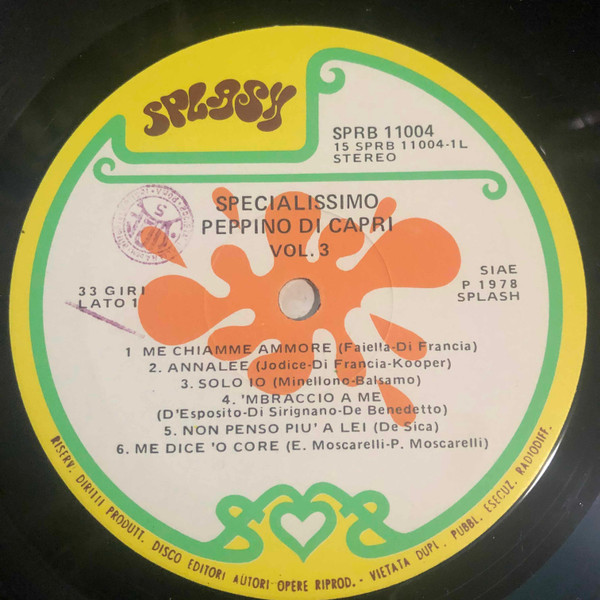 SPLASH
SPRB 11004
15 SPRB 11004-1L
STEREO
SPECIALISSIMO
PEPPINO DI CAPRI
VOL. 3
33 GIRI
LATO 1
SIAE
P 1978
SPLASH
1 ME CHIAMME AMMORE (Faiella-Di Francia)
2. ANNALEE (Jodice-Di Francia-Kooper)
3. SOLO IO (Minellono-Balsamo)
4. 'MBRACCIO A ME
(D'Esposito-Di Sirignano-De Benedetto)
5. NON PENSO PIU' A LEI (De Sica)
6. ME DICE 'O CORE (E. Moscarelli-P. Moscarelli)
RISERV. DIRITTI PRODUTT. DISCO EDITORI AUTORI OPERE RIPROD. - VIETATA DUPL. PUBBL. ESECUZ. RADIODIFF.